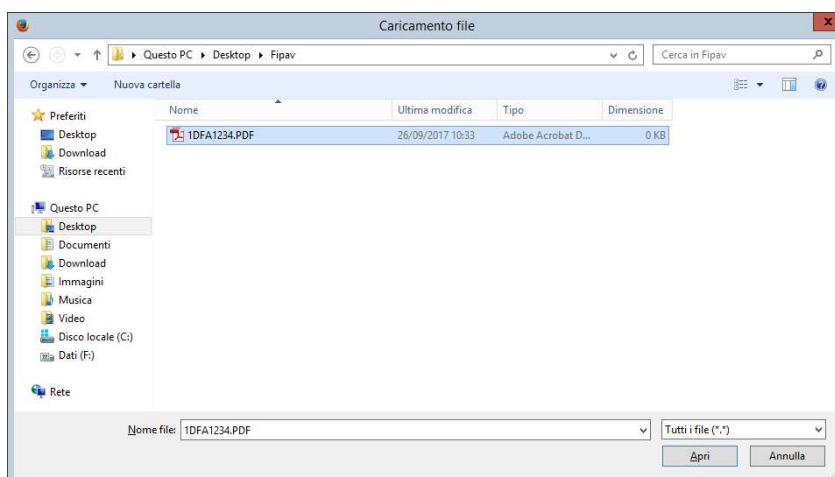 Caricamento file
x
Questo PC Desktop Fipav Cerca in Fipav
Organizza Nuova cartella
Nome Ultima modifica Tipo Dimensione
1DFA1234.PDF 26/09/2017 10:33 Adobe Acrobat D... 0 KB
Preferiti
Desktop
Download
Risorse recenti
Questo PC
Desktop
Documenti
Download
Immagini
Musica
Video
Disco locale (C:)
Dati (F:)
Rete
Nome file: 1DFA1234.PDF Tutti i file (*.*)
Apri Annulla